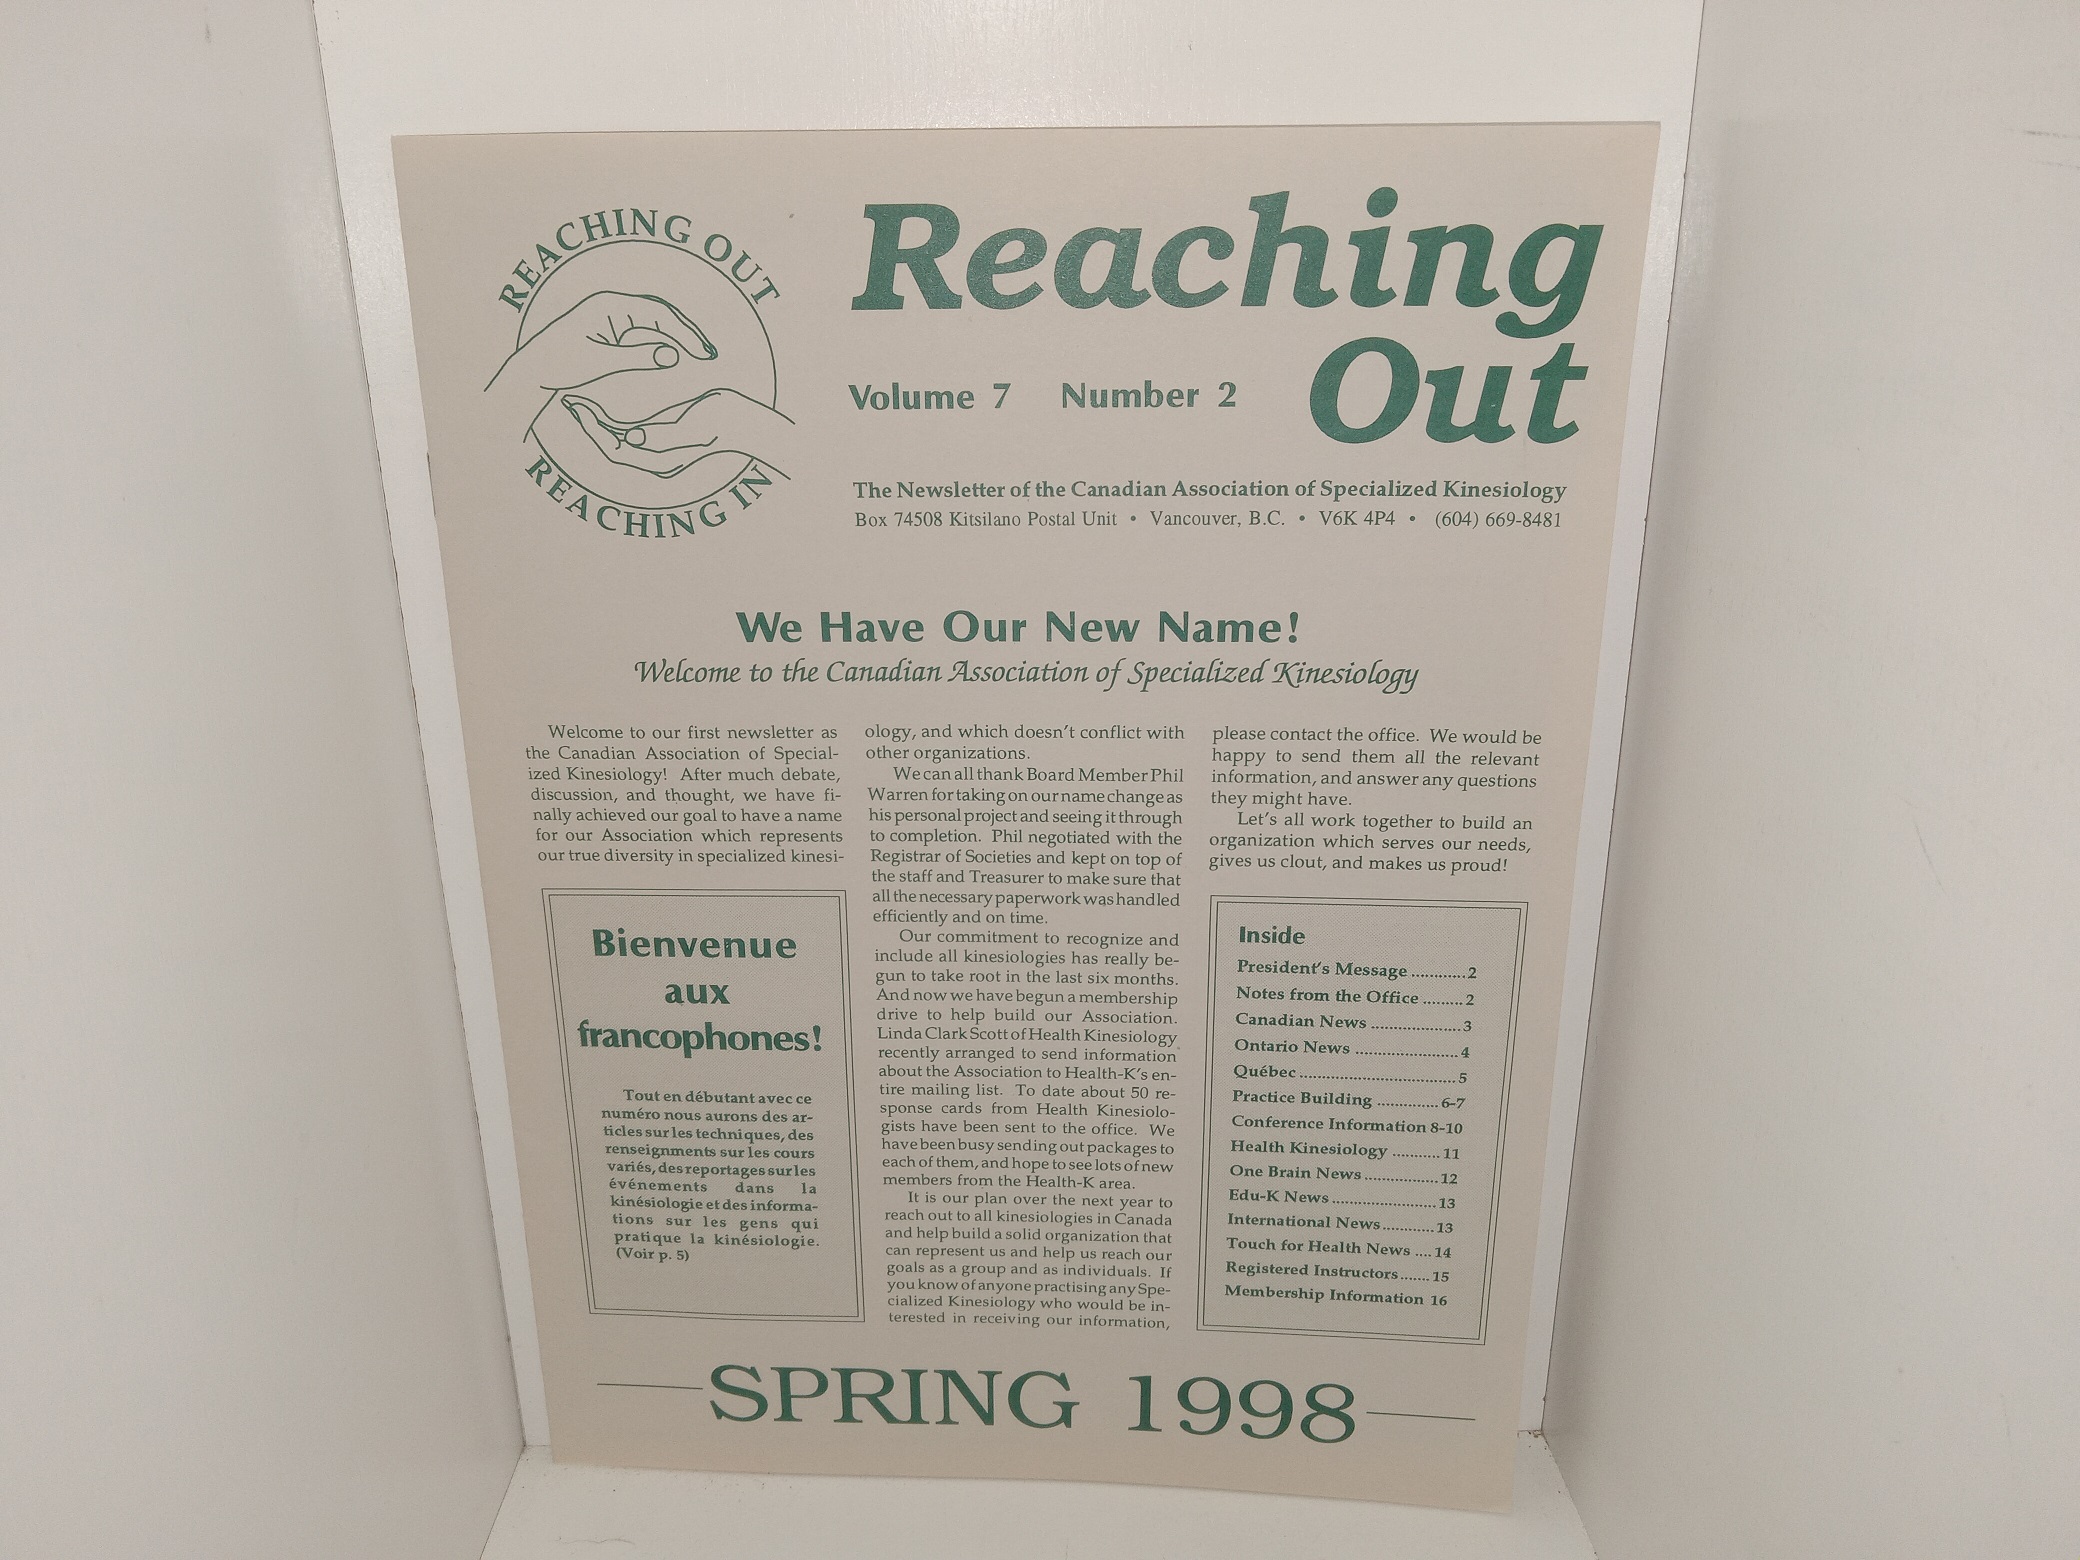 REACHING OUT
REACHING IN
Reaching
Out
Volume 7 Number 2
The Newsletter of the Canadian Association of Specialized Kinesiology
Box 74508 Kitsilano Postal Unit • Vancouver, B.C. • V6K 4P4 • (604) 669-8481
We Have Our New Name!
Welcome to the Canadian Association of Specialized Kinesiology
Welcome to our first newsletter as
the Canadian Association of Special-
ized Kinesiology! After much debate,
discussion, and thought, we have fi-
nally achieved our goal to have a name
for our Association which represents
our true diversity in specialized kinesi-
Bienvenue
aux
francophones!
Tout en débutant avec ce
numéro nous aurons des ar-
ticles sur les techniques, des
renseignments sur les cours
variés, des reportages sur les
événements dans la
kinésiologie et des informa-
tions sur les gens qui
pratique la kinésiologie.
(Voir p. 5)
ology, and which doesn't conflict with
other organizations.
We can all thank Board Member Phil
Warren for taking on our name change as
his personal project and seeing it through
to completion. Phil negotiated with the
Registrar of Societies and kept on top of
the staff and Treasurer to make sure that
all the necessary paperwork was handled
efficiently and on time.
Our commitment to recognize and
include all kinesiologies has really be-
gun to take root in the last six months.
And now we have begun a membership
drive to help build our Association.
Linda Clark Scott of Health Kinesiology
recently arranged to send information
about the Association to Health-K's en-
tire mailing list. To date about 50 re-
sponse cards from Health Kinesiolo-
gists have been sent to the office. We
have been busy sending out packages to
each of them, and hope to see lots of new
members from the Health-K area.
It is our plan over the next year to
reach out to all kinesiologies in Canada
and help build a solid organization that
can represent us and help us reach our
goals as a group and as individuals. If
you know of anyone practising any Spe-
cialized Kinesiology who would be in-
terested in receiving our information,
please contact the office. We would be
happy to send them all the relevant
information, and answer any questions
they might have.
Let's all work together to build an
organization which serves our needs,
gives us clout, and makes us proud!
Inside
President's Message ............2
Notes from the Office .........2
Canadian News ....................3
Ontario News .......................4
Québec ...................................5
Practice Building .............6-7
Conference Information 8-10
Health Kinesiology ...........11
One Brain News ................12
Edu-K News .......................13
International News...........13
Touch for Health News ....14
Registered Instructors.......15
Membership Information 16
SPRING 1998